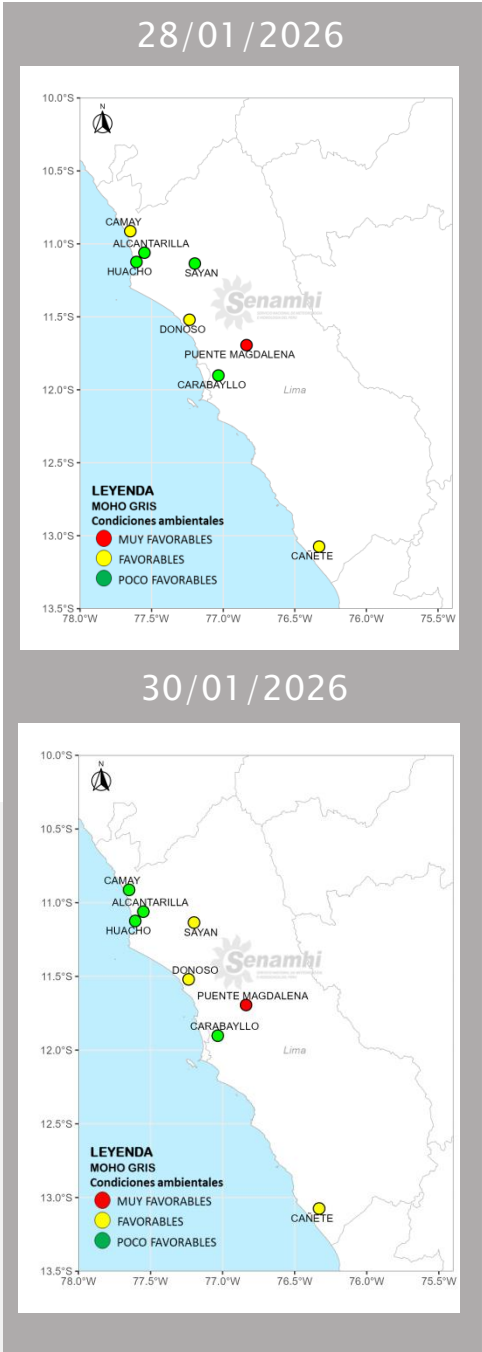 28/01/2026
N
10.0°S
10.5°S
11.0°S
11.5°S
12.0°S
12.5°S
13.0°S
13.5°S
CAMAY
ALCANTARILLA
HUACHO
SAYAN
Senamhi
DONOSO
PUENTE MAGDALENA
CARABAYLLO
Lima
CAÑETE
LEYENDA
MOHO GRIS
Condiciones ambientales
MUY FAVORABLES
FAVORABLES
POCO FAVORABLES
78.0°W 77.5°W 77.0°W 76.5°W 76.0°W 75.5°W
30/01/2026
N
10.0°S
10.5°S
11.0°S
11.5°S
12.0°S
12.5°S
13.0°S
13.5°S
CAMAY
ALCANTARILLA
HUACHO
SAYAN
Senamhi
DONOSO
PUENTE MAGDALENA
CARABAYLLO
Lima
CAÑETE
LEYENDA
MOHO GRIS
Condiciones ambientales
MUY FAVORABLES
FAVORABLES
POCO FAVORABLES
78.0°W 77.5°W 77.0°W 76.5°W 76.0°W 75.5°W